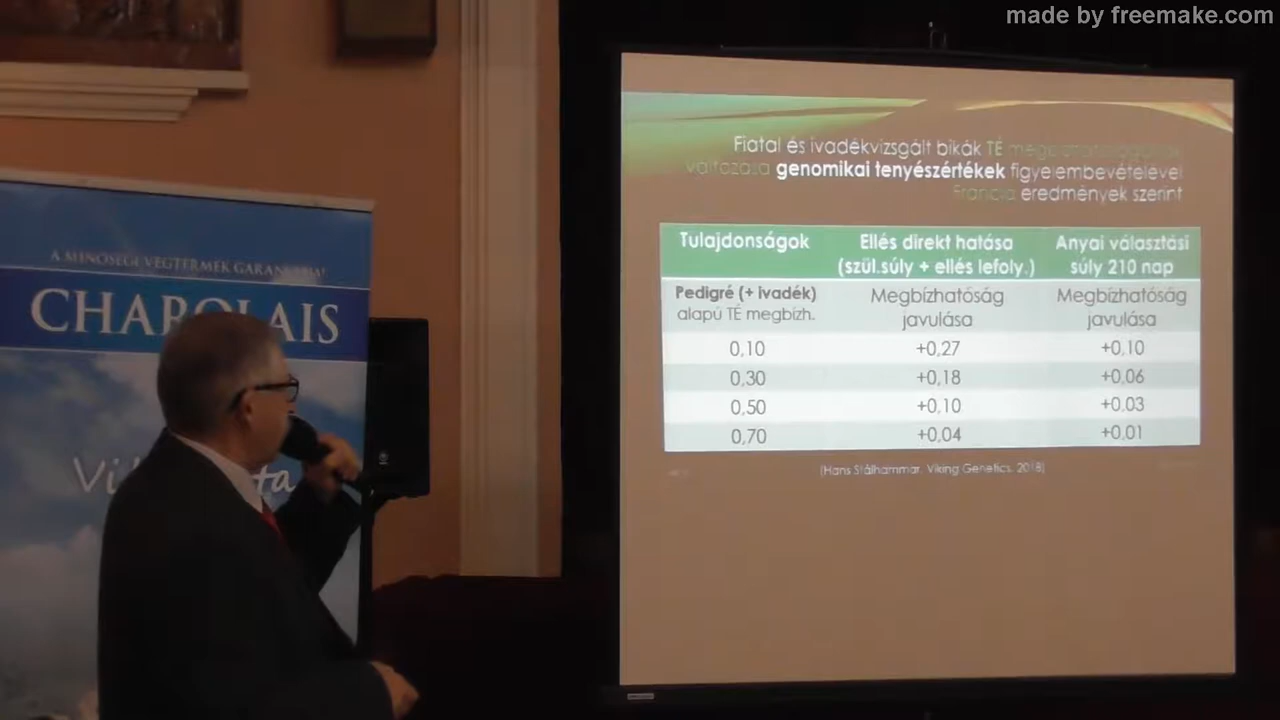 made by freemake.com
A MINŐSÉGI VÉGTERMÉK GARANCIÁJA!
CHAROLAIS
Fiatal és ivadékvizsgált bikák TÉ
változása genomikai tenyészértékek figyelembevételével
Francia eredmények szerint
Tulajdonságok
Ellés direkt hatása
(szül.súly + ellés lefoly.)
Anyai választási
súly 210 nap
Pedigré (+ ivadék)
alapú TÉ megbízh.
Megbízhatóság
javulása
Megbízhatóság
javulása
0,10 +0,27 +0,10
0,30 +0,18 +0,06
0,50 +0,10 +0,03
0,70 +0,04 +0,01
(Hans Stålhammar, Viking Genetics, 2018)